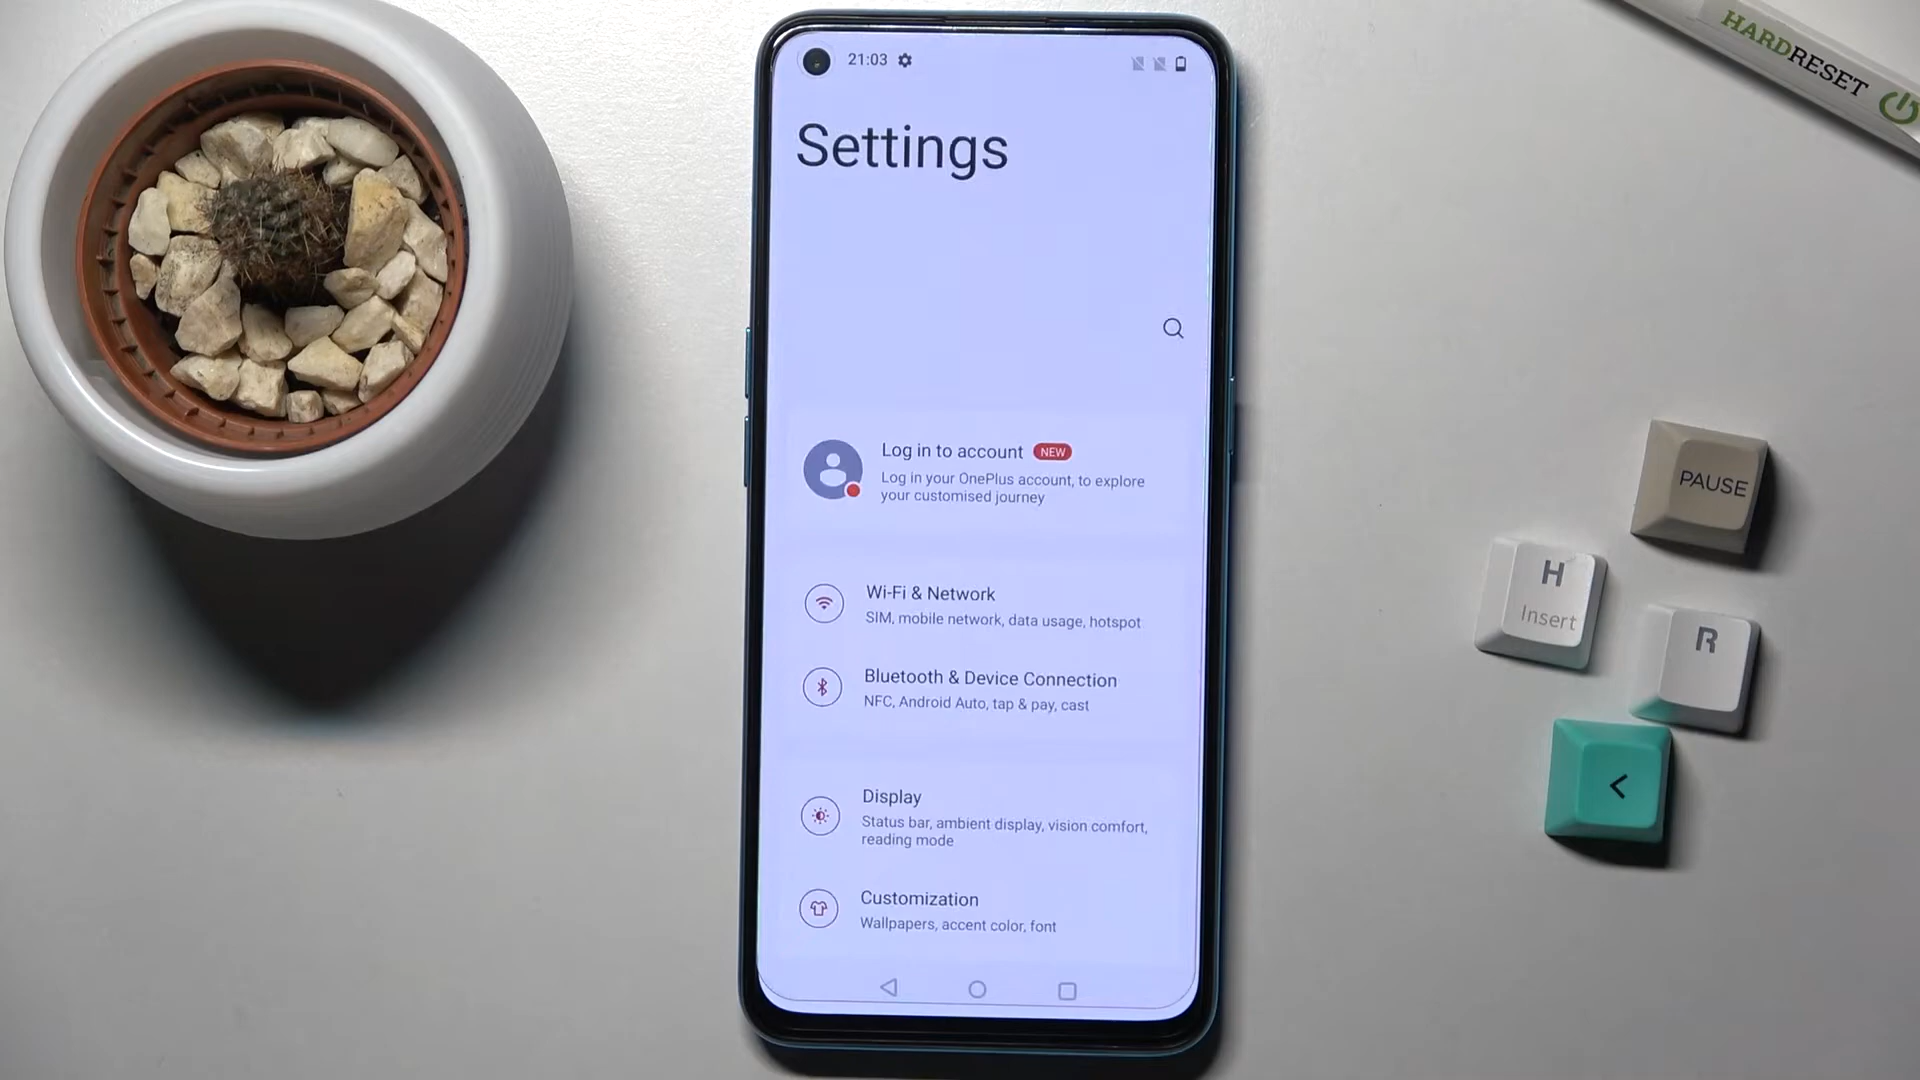 21:03
Settings
Log in to account NEW
Log in your OnePlus account, to explore
your customised journey
Wi-Fi & Network
SIM, mobile network, data usage, hotspot
Bluetooth & Device Connection
NFC, Android Auto, tap & pay, cast
Display
Status bar, ambient display, vision comfort,
reading mode
Customization
Wallpapers, accent color, font
HARDRESET
PAUSE
H
Insert
R
<